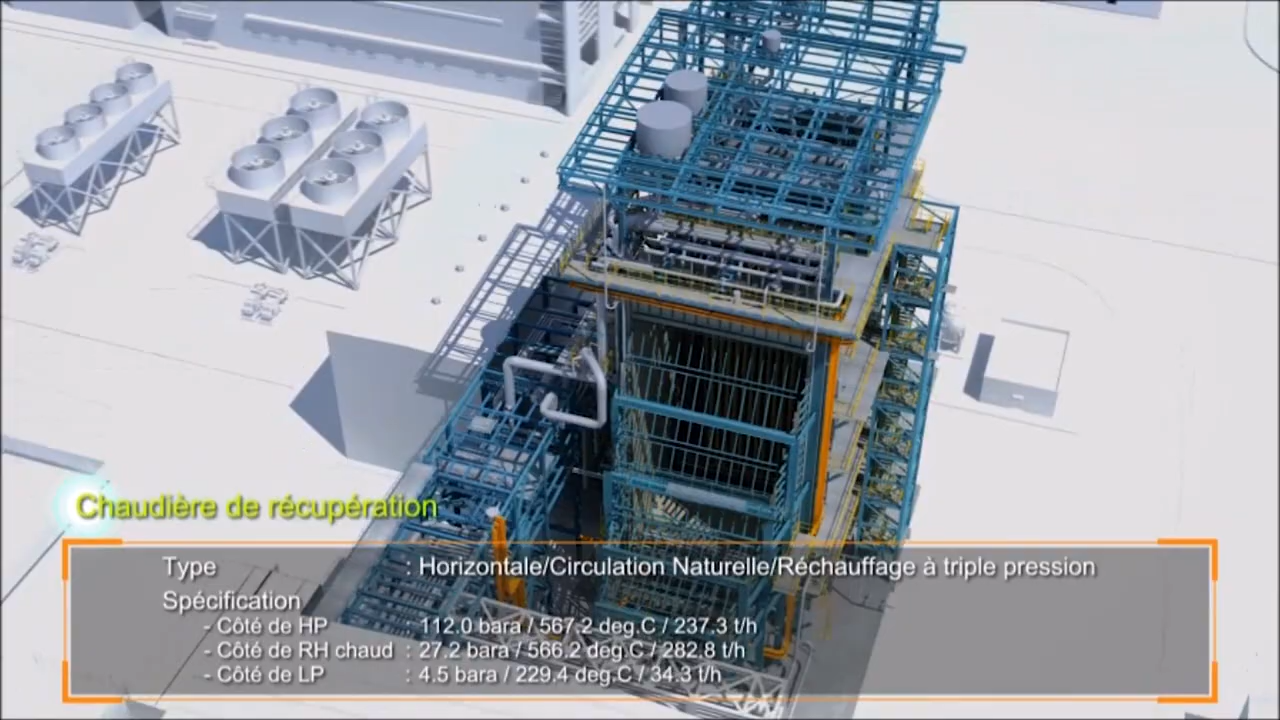 Chaudière de récupération
Type : Horizontale/Circulation Naturelle/Réchauffage à triple pression
Spécification
- Côté de HP : 112.0 bara / 567.2 deg.C / 237.3 t/h
- Côté de RH chaud : 27.2 bara / 566.2 deg.C / 282.8 t/h
- Côté de LP : 4.5 bara / 229.4 deg.C / 34.3 t/h